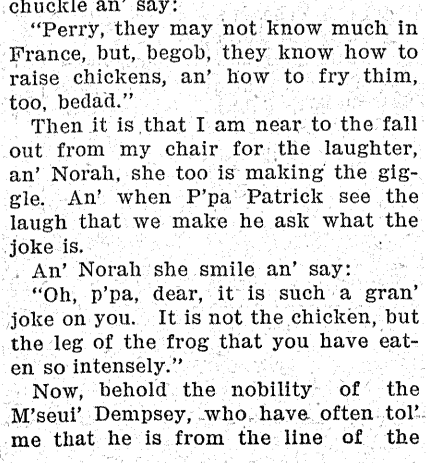 chuckle an' say:
"Perry, they may not know much in
France, but, begob, they know how to
raise chickens, an' how to fry thim,
too, bedad."
Then it is that I am near to the fall
out from my chair for the laughter,
an' Norah, she too is making the gig-
gle. An' when P'pa Patrick see the
laugh that we make he ask what the
joke is.
An' Norah she smile an' say:
"Oh, p'pa, dear, it is such a gran'
joke on you. It is not the chicken, but
the leg of the frog that you have eat-
en so intensely."
Now, behold the nobility of the
M'seui' Dempsey, who have often tol'
me that he is from the line of the